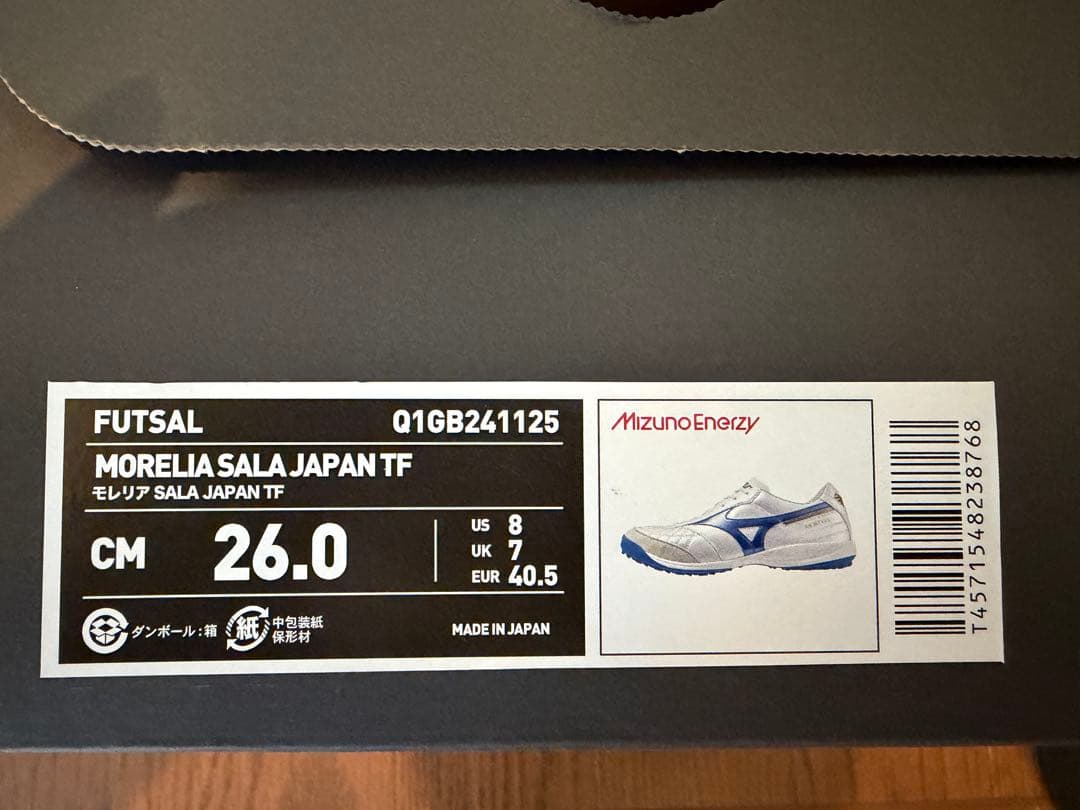 FUTSAL Q1GB241125
MORELIA SALA JAPAN TF
モレリア SALA JAPAN TF
CM 26.0
US 8
UK 7
EUR 40.5
ダンボール:箱
紙
中包装紙
保形材
MADE IN JAPAN
MizunoEnerzy
T4571548238768